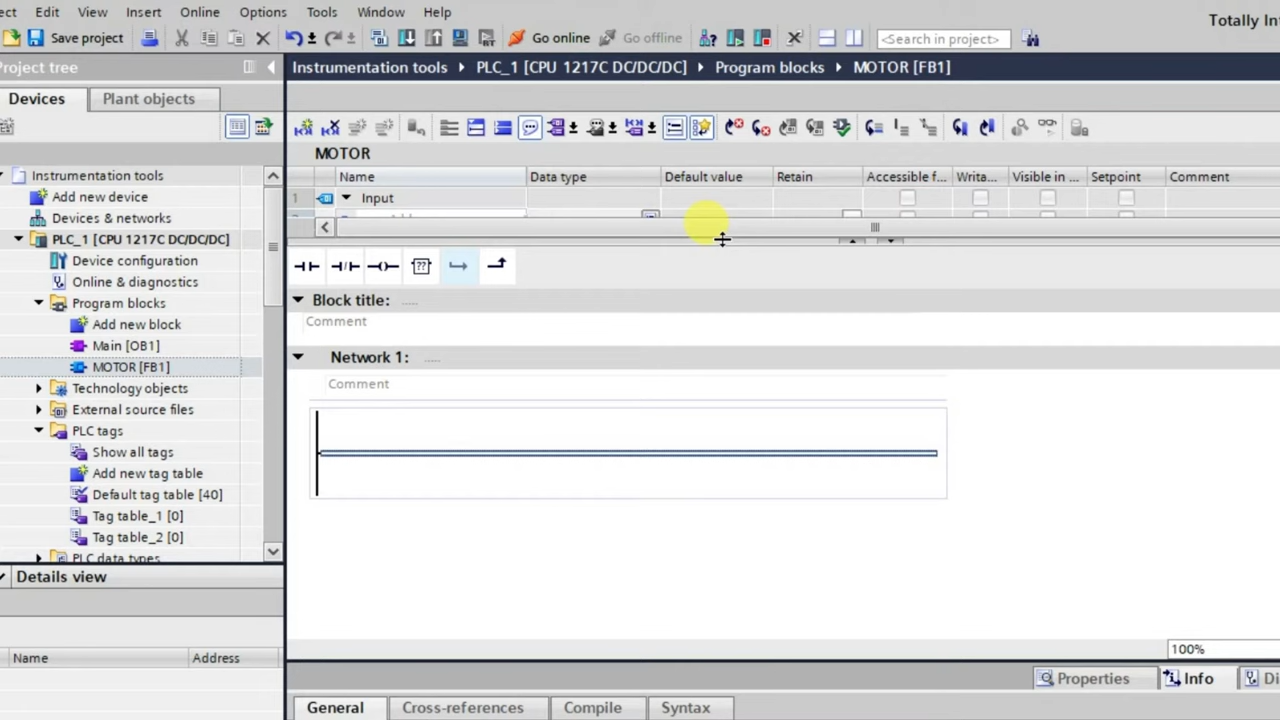 ect Edit View Insert Online Options Tools Window Help
Totally In
Save project Go online Go offline <Search in project>
Project tree
Instrumentation tools PLC_1 [CPU 1217C DC/DC/DC] Program blocks MOTOR [FB1]
Devices Plant objects
MOTOR
Name Data type Default value Retain Accessible f... Writa... Visible in ... Setpoint Comment
1 Input
Instrumentation tools
Add new device
Devices & networks
PLC_1 [CPU 1217C DC/DC/DC]
Device configuration
Online & diagnostics
Program blocks
Add new block
Main [OB1]
MOTOR [FB1]
Technology objects
External source files
PLC tags
Show all tags
Add new tag table
Default tag table [40]
Tag table_1 [0]
Tag table_2 [0]
PLC data types
??
Block title: .....
Comment
Network 1: .....
Comment
Details view
Name Address
100%
Properties Info Di
General Cross-references Compile Syntax